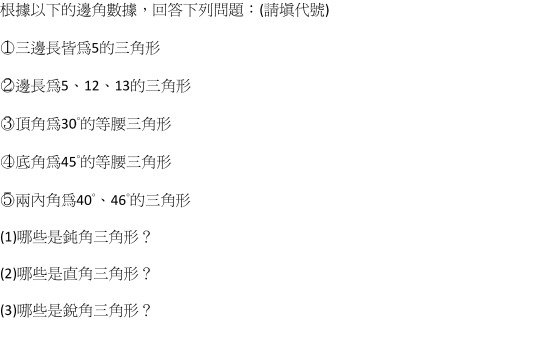 根據以下的邊角數據，回答下列問題：(請填代號)
①三邊長皆為5的三角形
②邊長為5、12、13的三角形
③頂角為30°的等腰三角形
④底角為45°的等腰三角形
⑤兩內角為40°、46°的三角形
(1)哪些是鈍角三角形？
(2)哪些是直角三角形？
(3)哪些是銳角三角形？